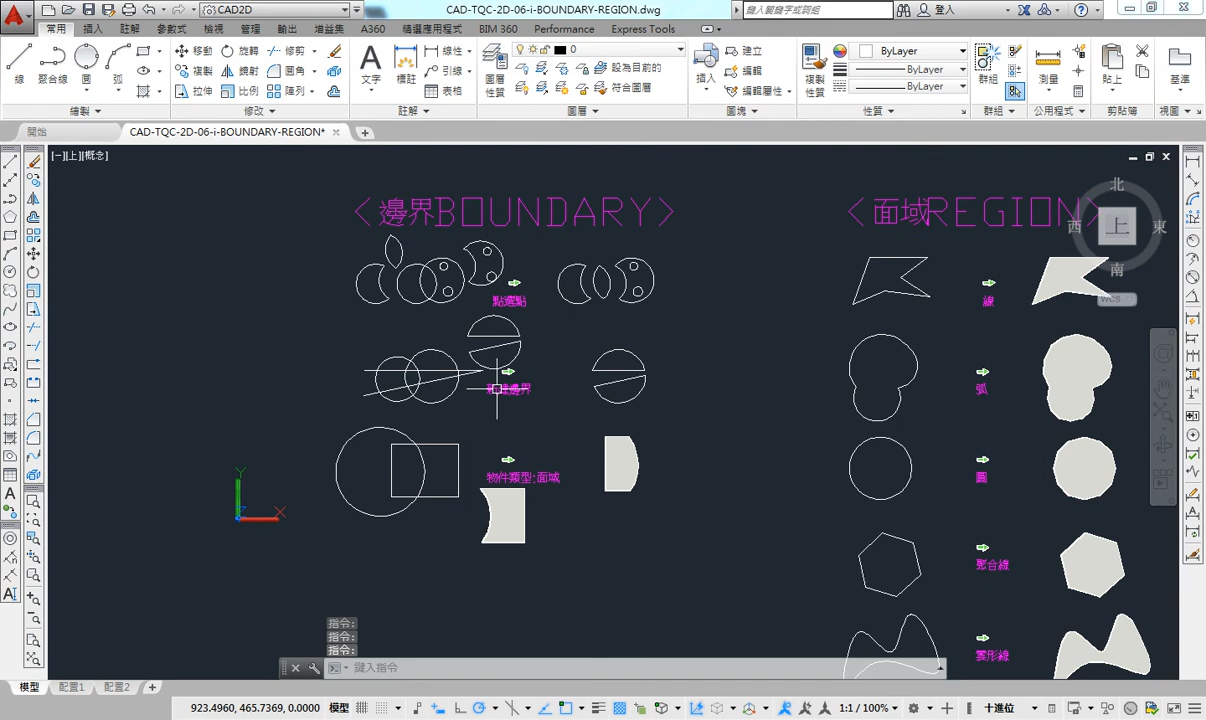 CAD2D
CAD-TQC-2D-06-i-BOUNDARY-REGION.dwg
鍵入關鍵字或片語
登入
常用 插入 註解 參數式 檢視 管理 輸出 增益集 A360 精選應用 BIM 360 Performance Express Tools
線 聚合線 圓 弧
移動 旋轉 修剪
複製 鏡射 圓角
拉伸 比例 陣列
文字 標註
線性
引線
表格
圖層性質
0
設為目前的
符合圖層
插入
建立
編輯
編輯屬性
複製性質
ByLayer
ByLayer
ByLayer
群組 測量 貼上 基準
繪製 修改 註解 圖層 圖塊 性質 群組 公用程式 剪貼簿 視圖
開始 CAD-TQC-2D-06-i-BOUNDARY-REGION*
[−][上][概念]
<邊界BOUNDARY> <面域REGION>
北
西 上 東
南
WCS
點選點
線
弧
物件類型:面域
圓
聚合線
雲形線
Y
X
指令:
指令:
指令:
鍵入指令
模型 配置1 配置2
923.4960, 465.7369, 0.0000 模型
1:1 / 100%
十進位